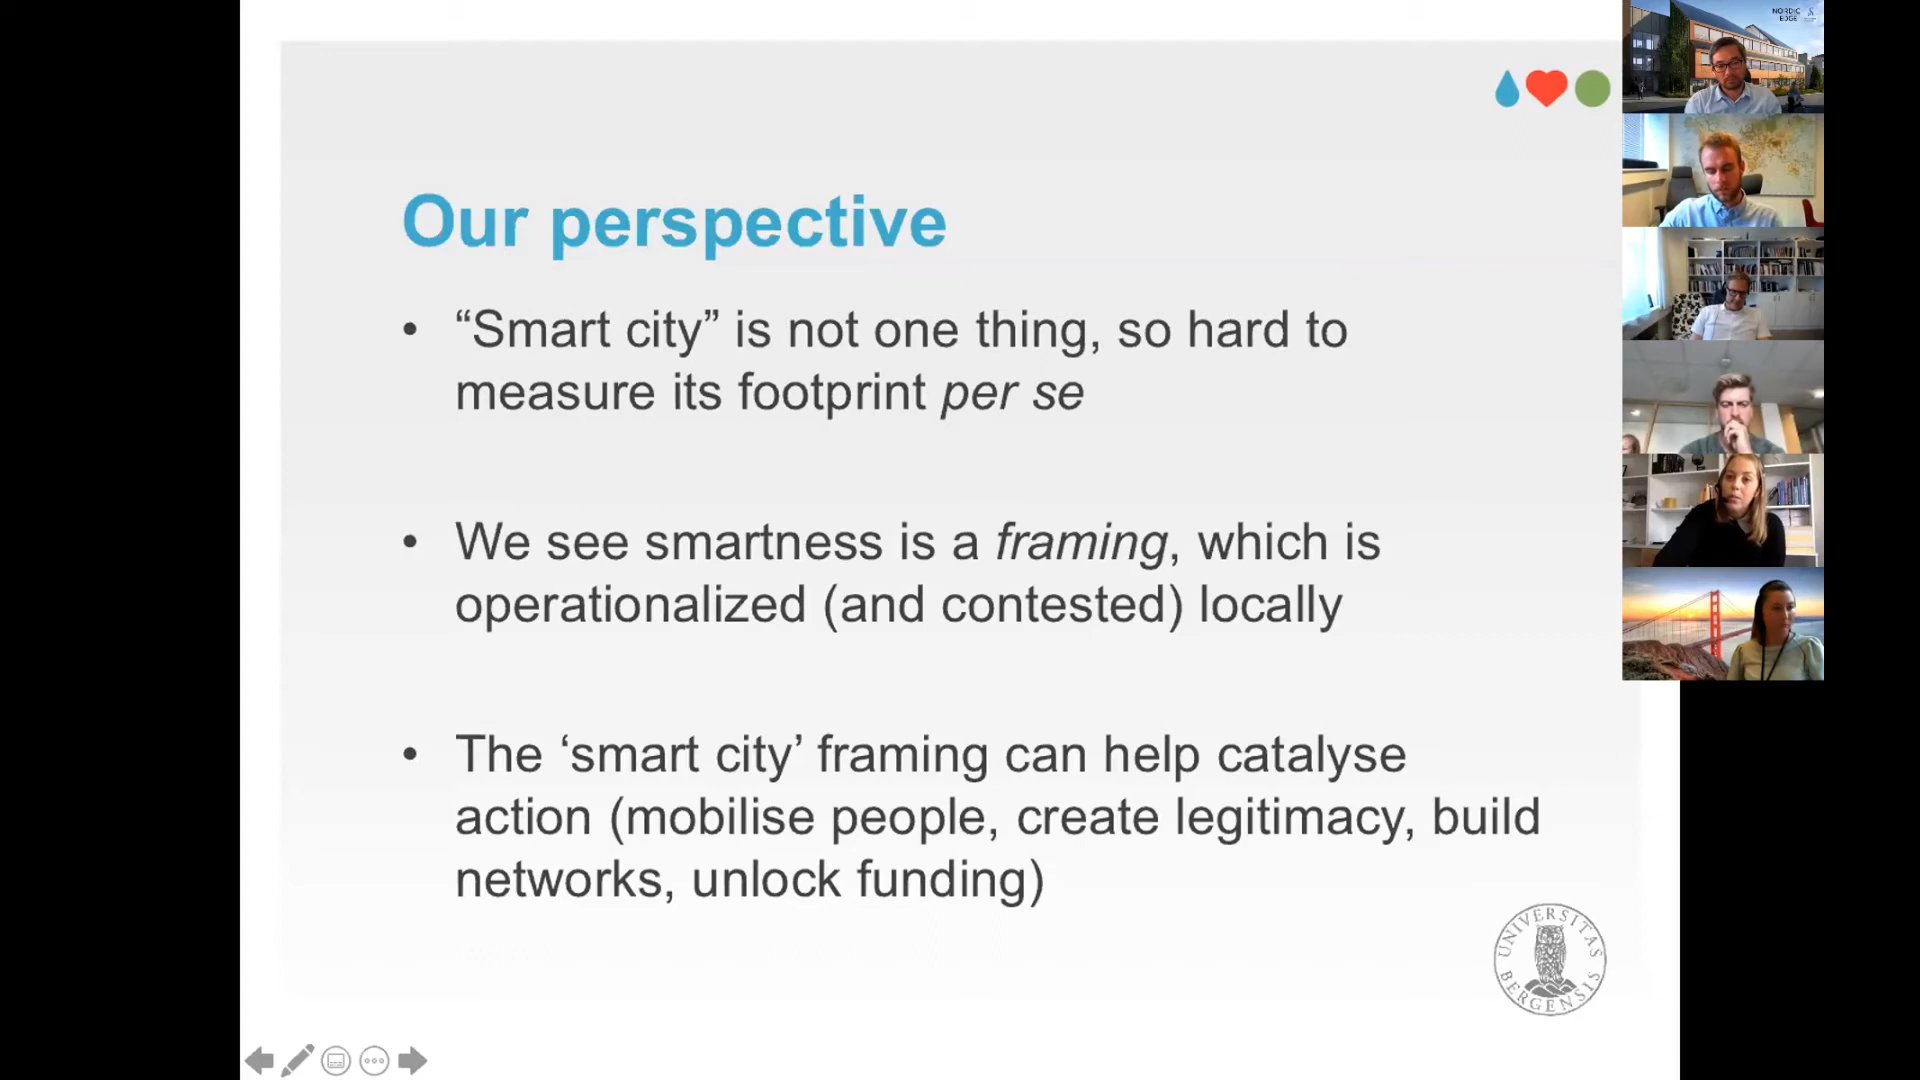 NORDIC
EDGE
Our perspective
• “Smart city” is not one thing, so hard to
measure its footprint per se
• We see smartness is a framing, which is
operationalized (and contested) locally
• The ‘smart city’ framing can help catalyse
action (mobilise people, create legitimacy, build
networks, unlock funding)
UNIVERSITAS
BERGENSIS